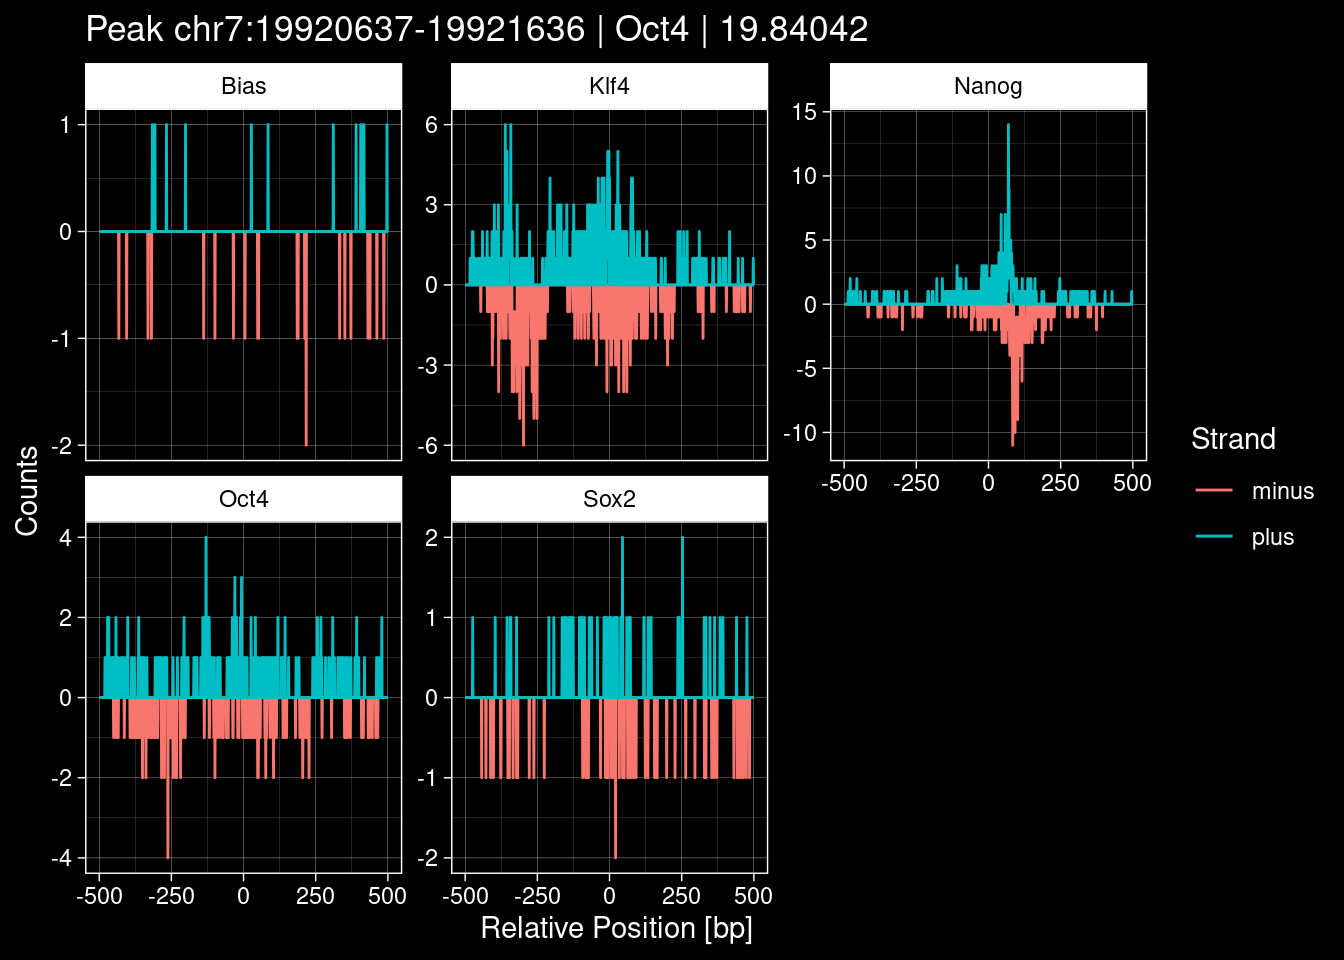 Peak chr7:19920637-19921636 | Oct4 | 19.84042
Bias
1
0
-1
-2
Klf4
6
3
0
-3
-6
Nanog
15
10
5
0
-5
-10
-500 -250 0 250 500
Counts
Oct4
4
2
0
-2
-4
-500 -250 0 250 500
Sox2
2
1
0
-1
-2
-500 -250 0 250 500
Relative Position [bp]
Strand
minus
plus